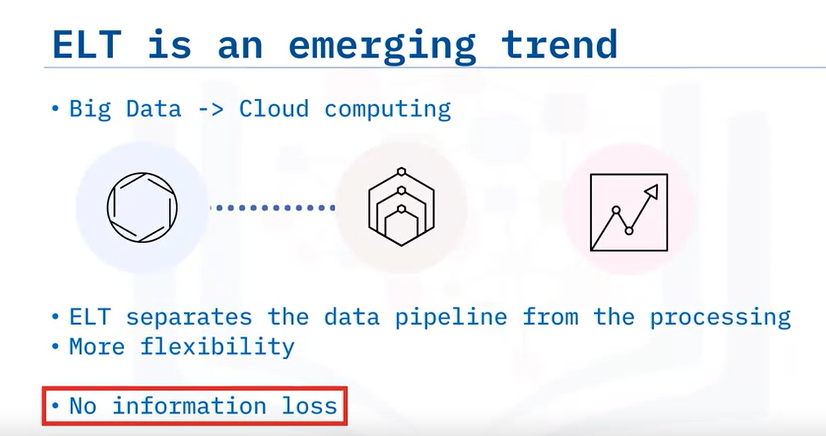 ELT is an emerging trend
• Big Data -> Cloud computing
• ELT separates the data pipeline from the processing
• More flexibility
• No information loss